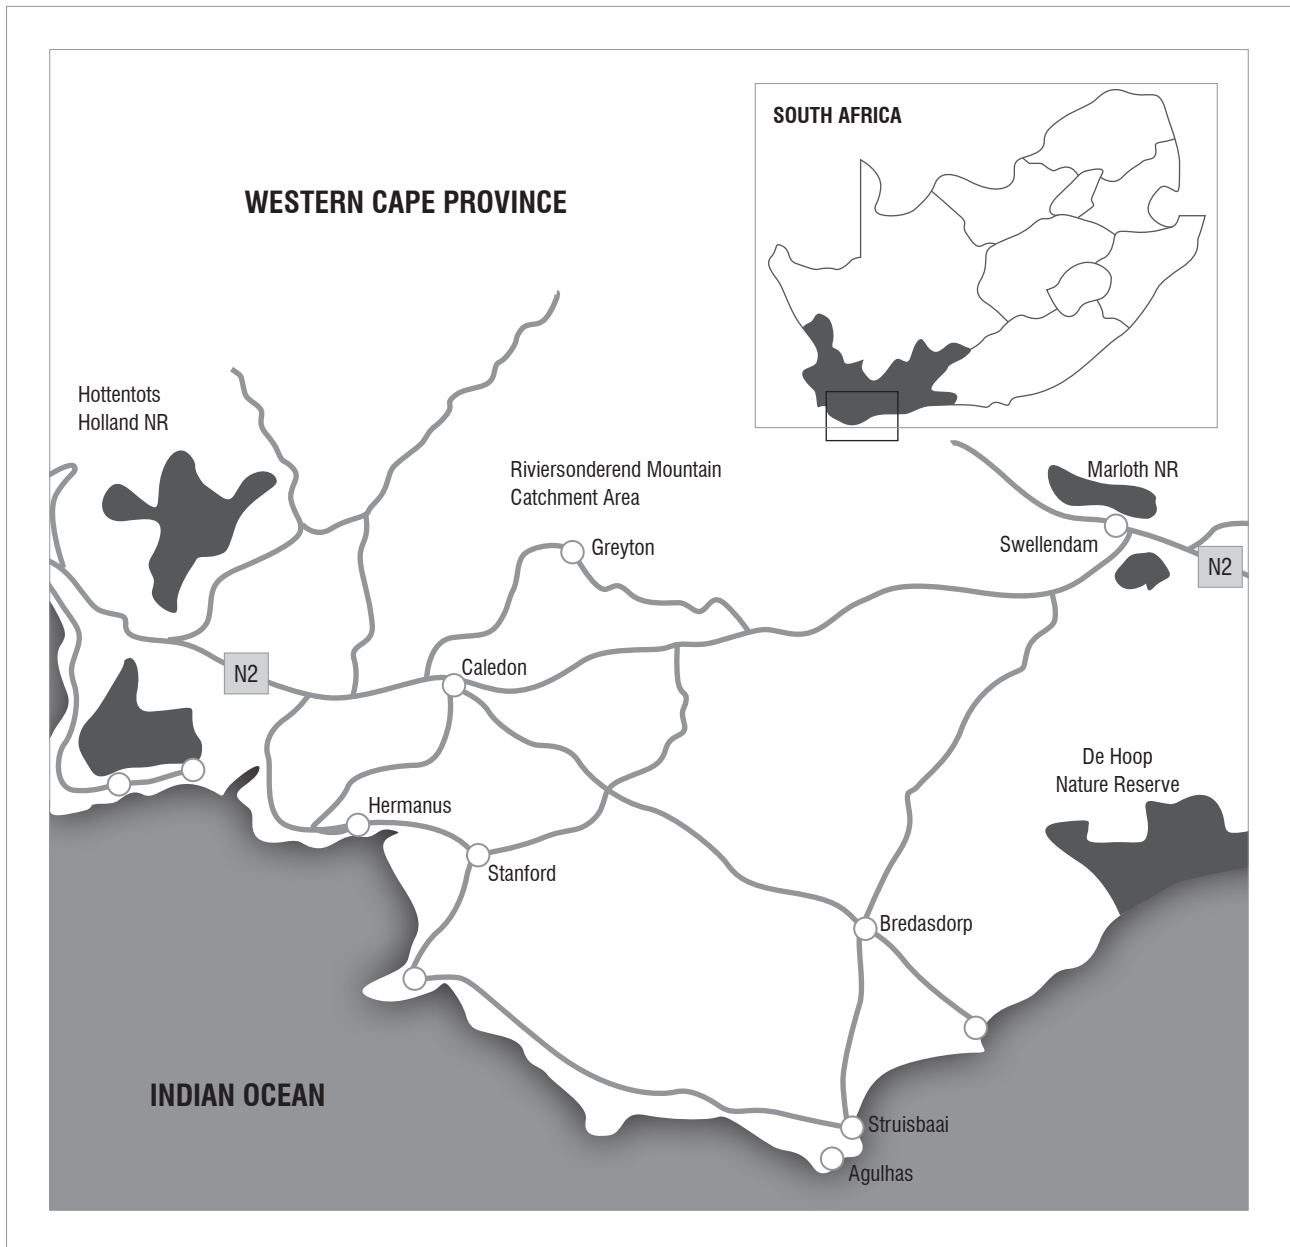 SOUTH AFRICA
WESTERN CAPE PROVINCE
Hottentots
Holland NR
Riviersonderend Mountain
Catchment Area
Marloth NR
Greyton
Swellendam
N2
N2
Caledon
De Hoop
Nature Reserve
Hermanus
Stanford
Bredasdorp
INDIAN OCEAN
Struisbaai
Agulhas